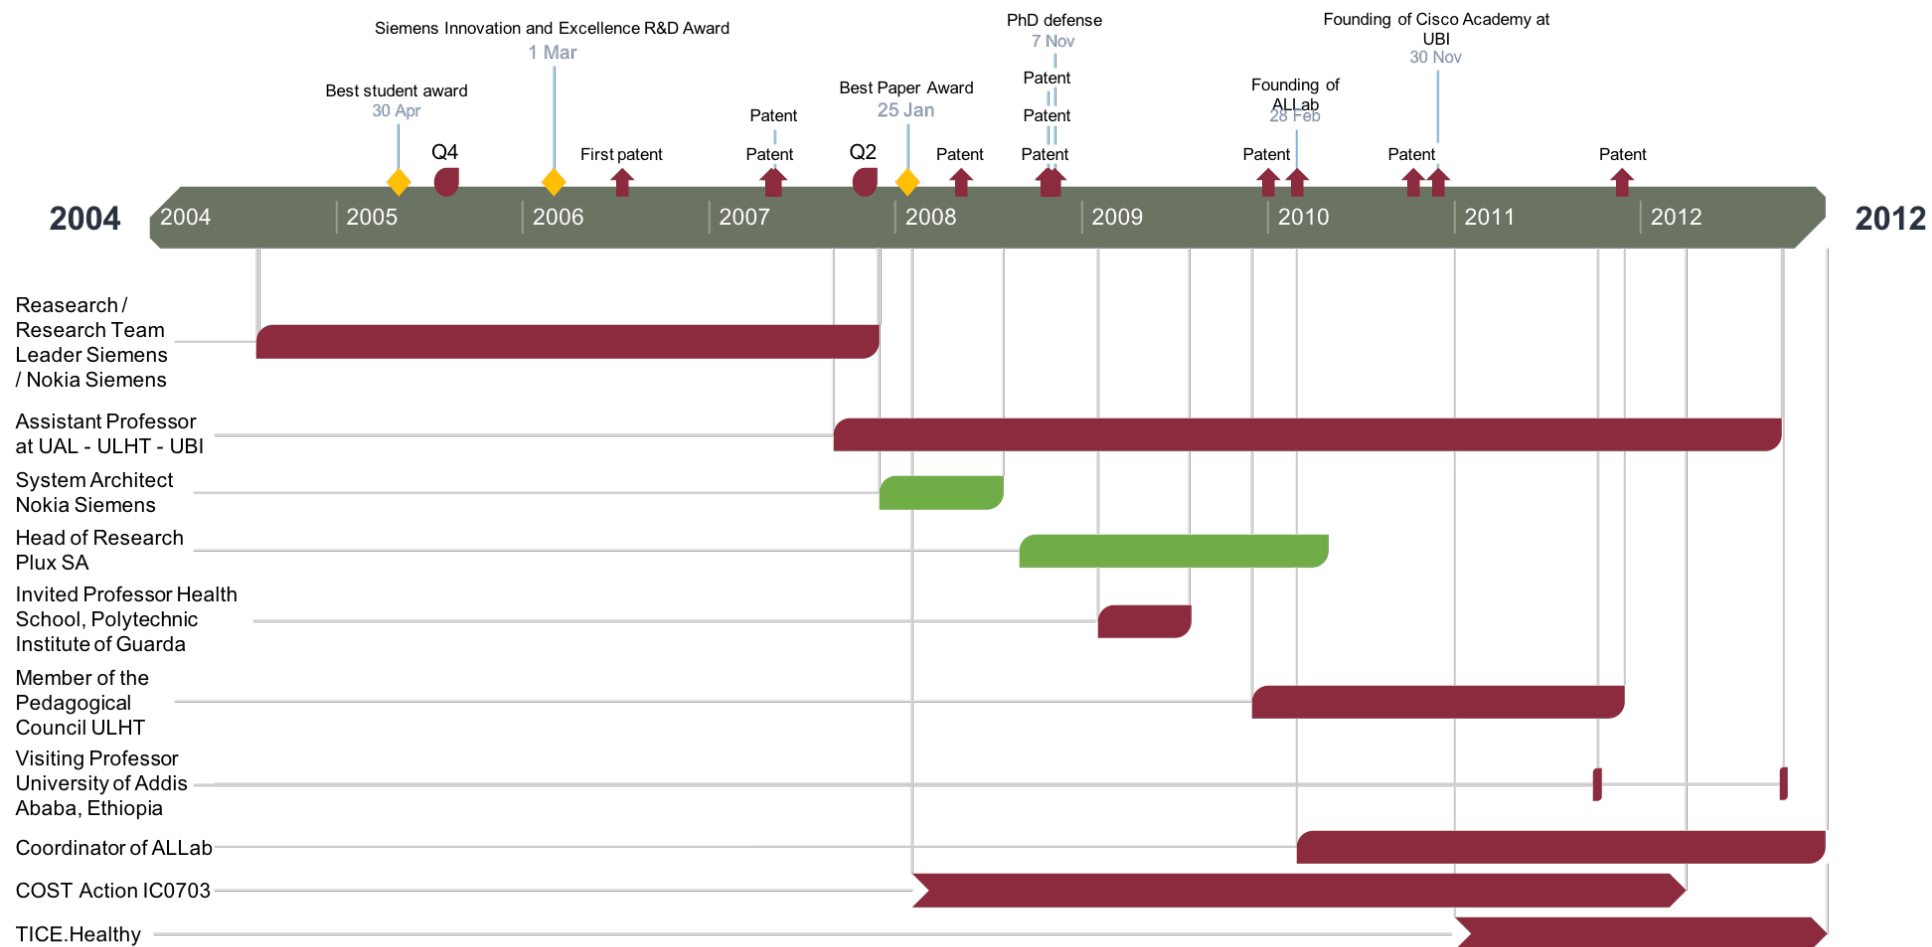 Siemens Innovation and Excellence R&D Award
1 Mar
Best student award
30 Apr
Q4
First patent
Patent
Patent
Q2
Best Paper Award
25 Jan
Patent
PhD defense
7 Nov
Patent
Patent
Patent
Founding of
ALLab
28 Feb
Patent
Founding of Cisco Academy at
UBI
30 Nov
Patent
Patent
2004
2004
2005
2006
2007
2008
2009
2010
2011
2012
2012
Reasearch /
Research Team
Leader Siemens
/ Nokia Siemens
Assistant Professor
at UAL - ULHT - UBI
System Architect
Nokia Siemens
Head of Research
Plux SA
Invited Professor Health
School, Polytechnic
Institute of Guarda
Member of the
Pedagogical
Council ULHT
Visiting Professor
University of Addis
Ababa, Ethiopia
Coordinator of ALLab
COST Action IC0703
TICE.Healthy